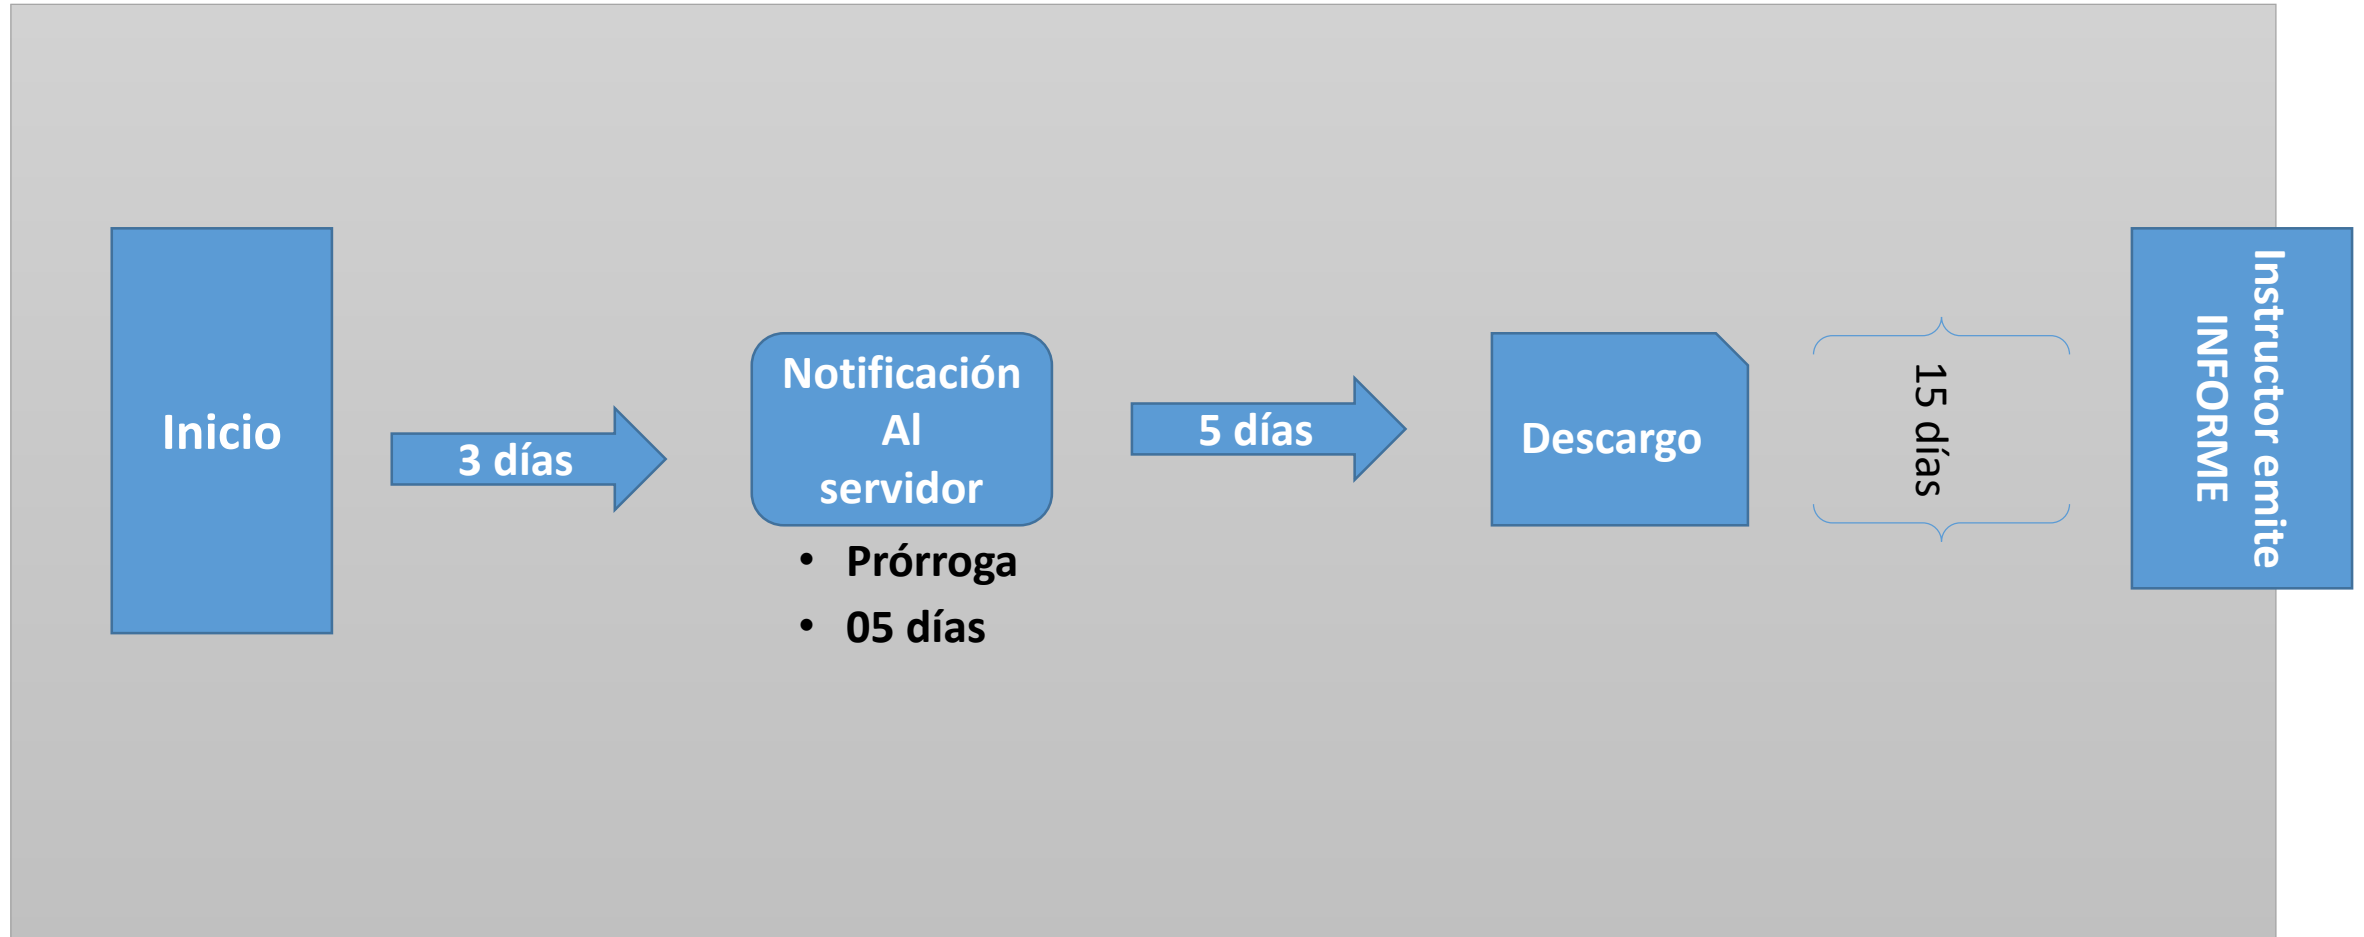 Inicio
3 días
Notificación
Al
servidor
• Prórroga
• 05 días
5 días
Descargo
15 días
Instructor emite
INFORME